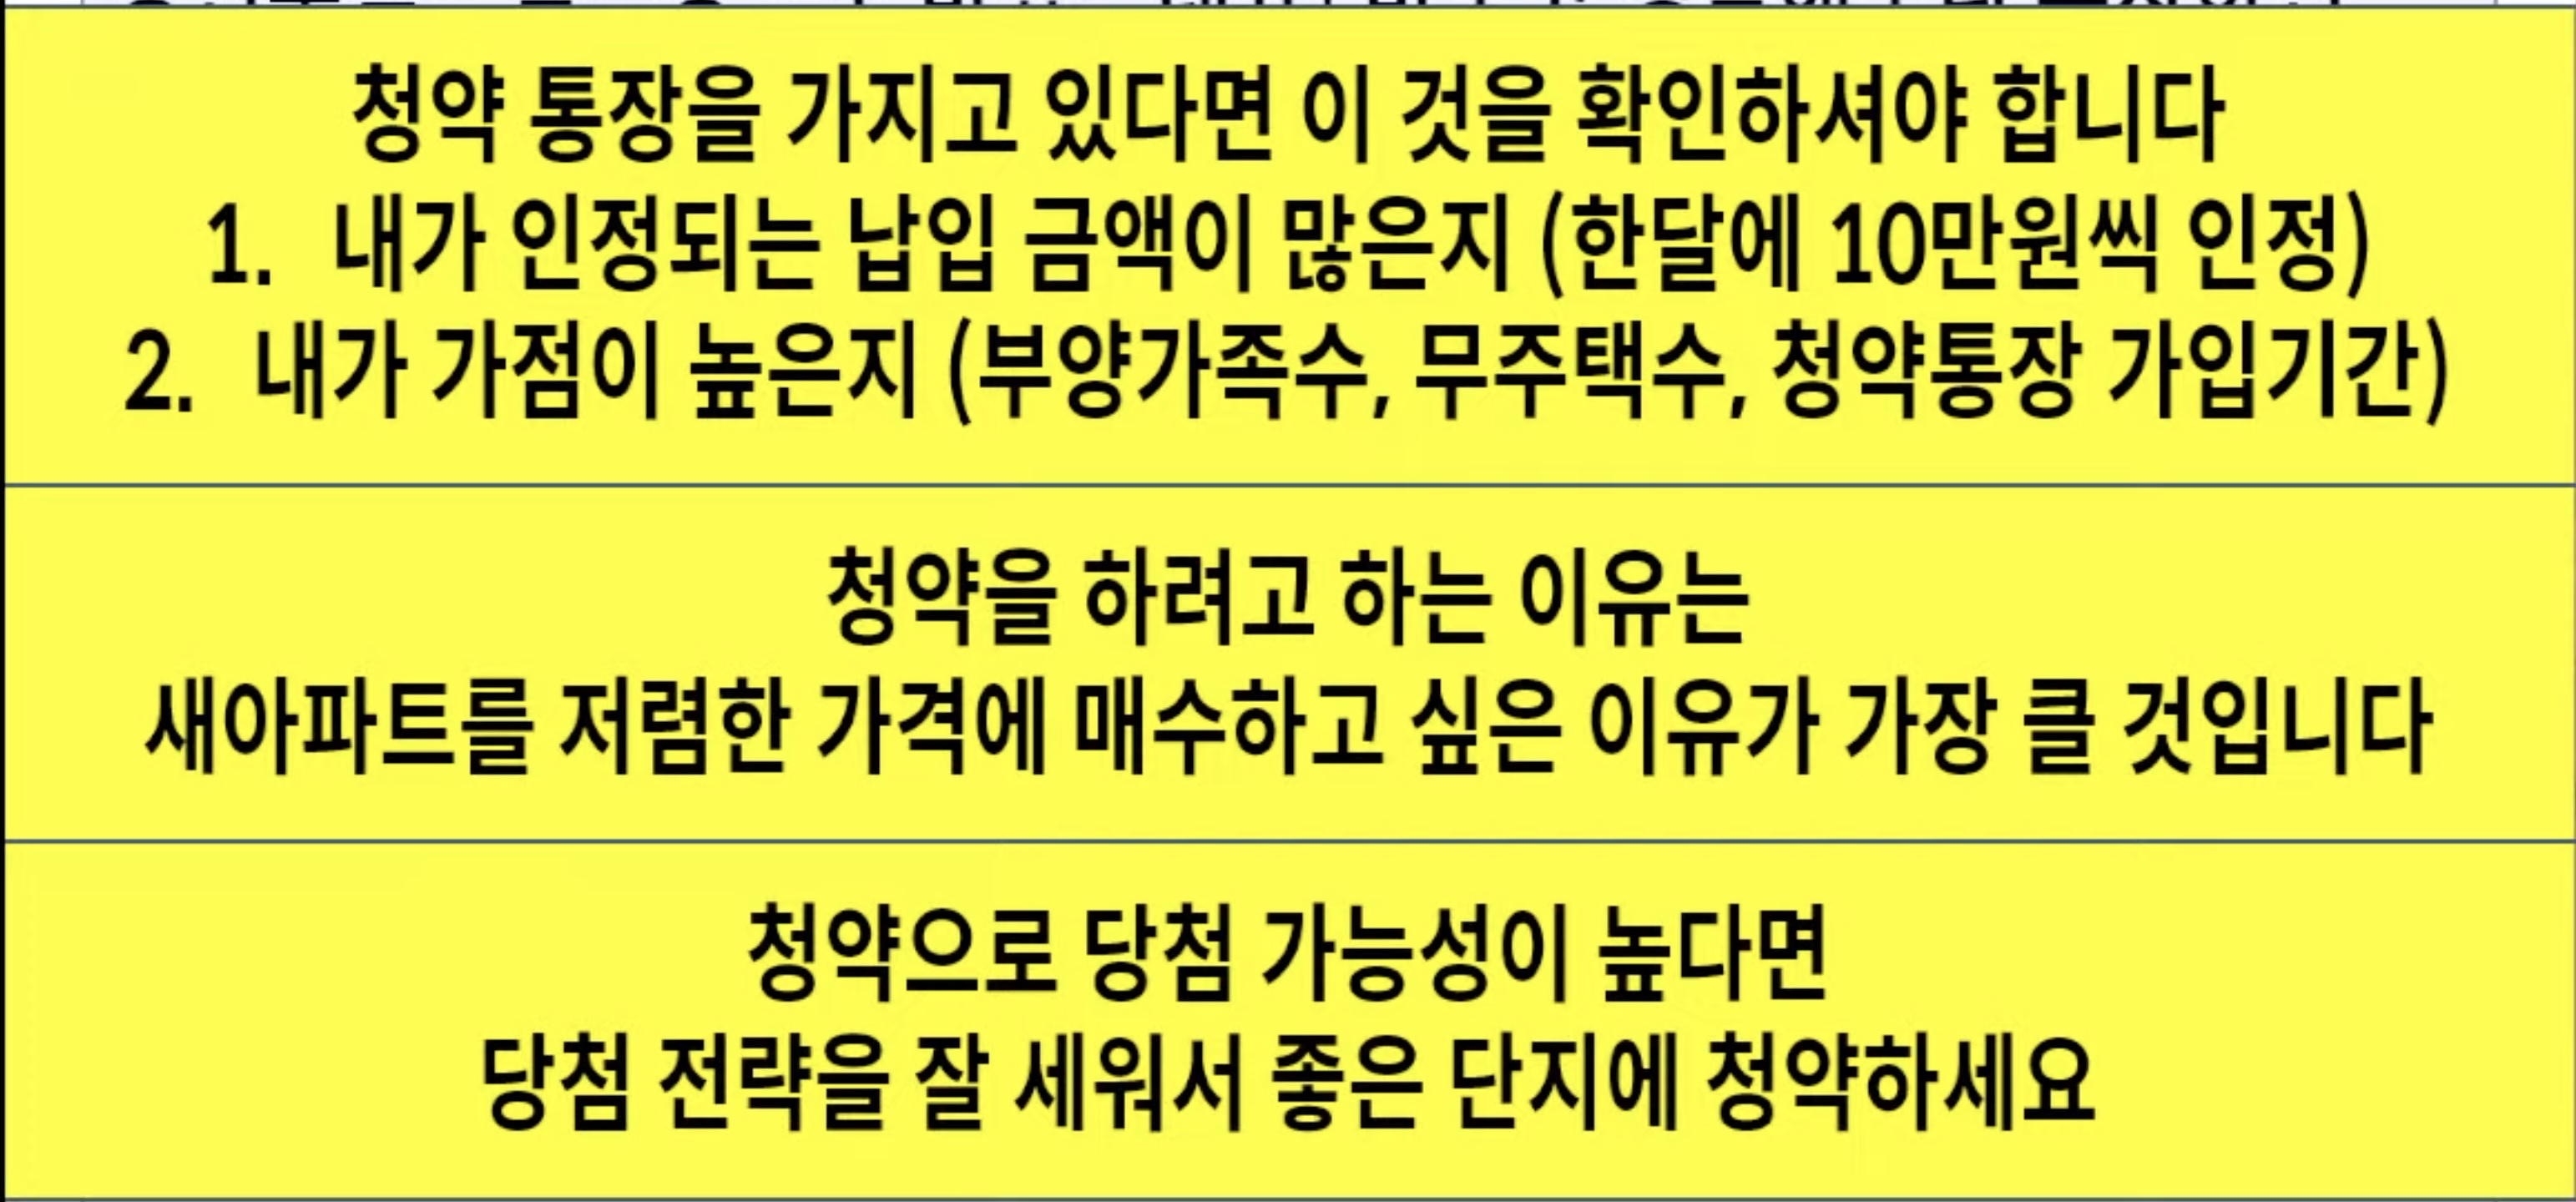 청약 통장을 가지고 있다면 이 것을 확인하셔야 합니다
1. 내가 인정되는 납입 금액이 많은지 (한달에 10만원씩 인정)
2. 내가 가점이 높은지 (부양가족수, 무주택수, 청약통장 가입기간)
청약을 하려고 하는 이유는
새아파트를 저렴한 가격에 매수하고 싶은 이유가 가장 클 것입니다
청약으로 당첨 가능성이 높다면
당첨 전략을 잘 세워서 좋은 단지에 청약하세요